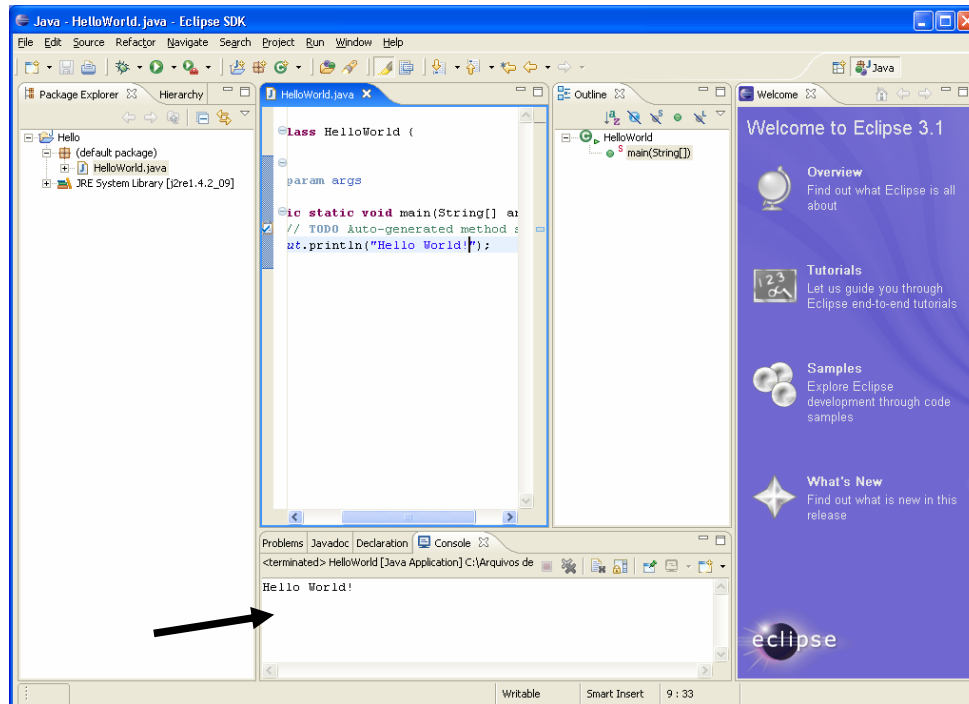 Java - HelloWorld.java - Eclipse SDK
File Edit Source Refactor Navigate Search Project Run Window Help
Java
Package Explorer Hierarchy
Hello
(default package)
HelloWorld.java
JRE System Library [j2re1.4.2_09]
HelloWorld.java
lass HelloWorld {
param args
ic static void main(String[] ar
// TODO Auto-generated method s
ut.println("Hello World!");
Outline
HelloWorld
main(String[])
Welcome
Welcome to Eclipse 3.1
Overview
Find out what Eclipse is all
about
Tutorials
Let us guide you through
Eclipse end-to-end tutorials
Samples
Explore Eclipse
development through code
samples
What's New
Find out what is new in this
release
eclipse
Problems Javadoc Declaration Console
<terminated> HelloWorld [Java Application] C:\Arquivos de
Hello World!
Writable Smart Insert 9 : 33